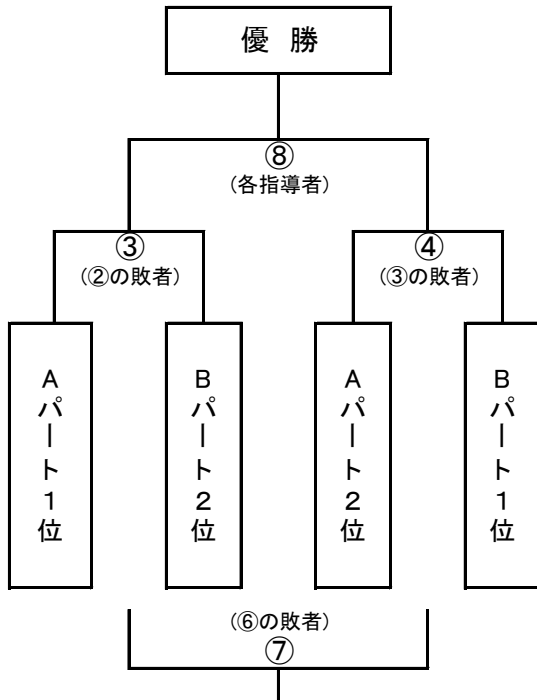 優 勝
⑧
(各指導者)
③
(②の敗者)
④
(③の敗者)
Aパート1位
Bパート2位
Aパート2位
Bパート1位
(⑥の敗者)
⑦